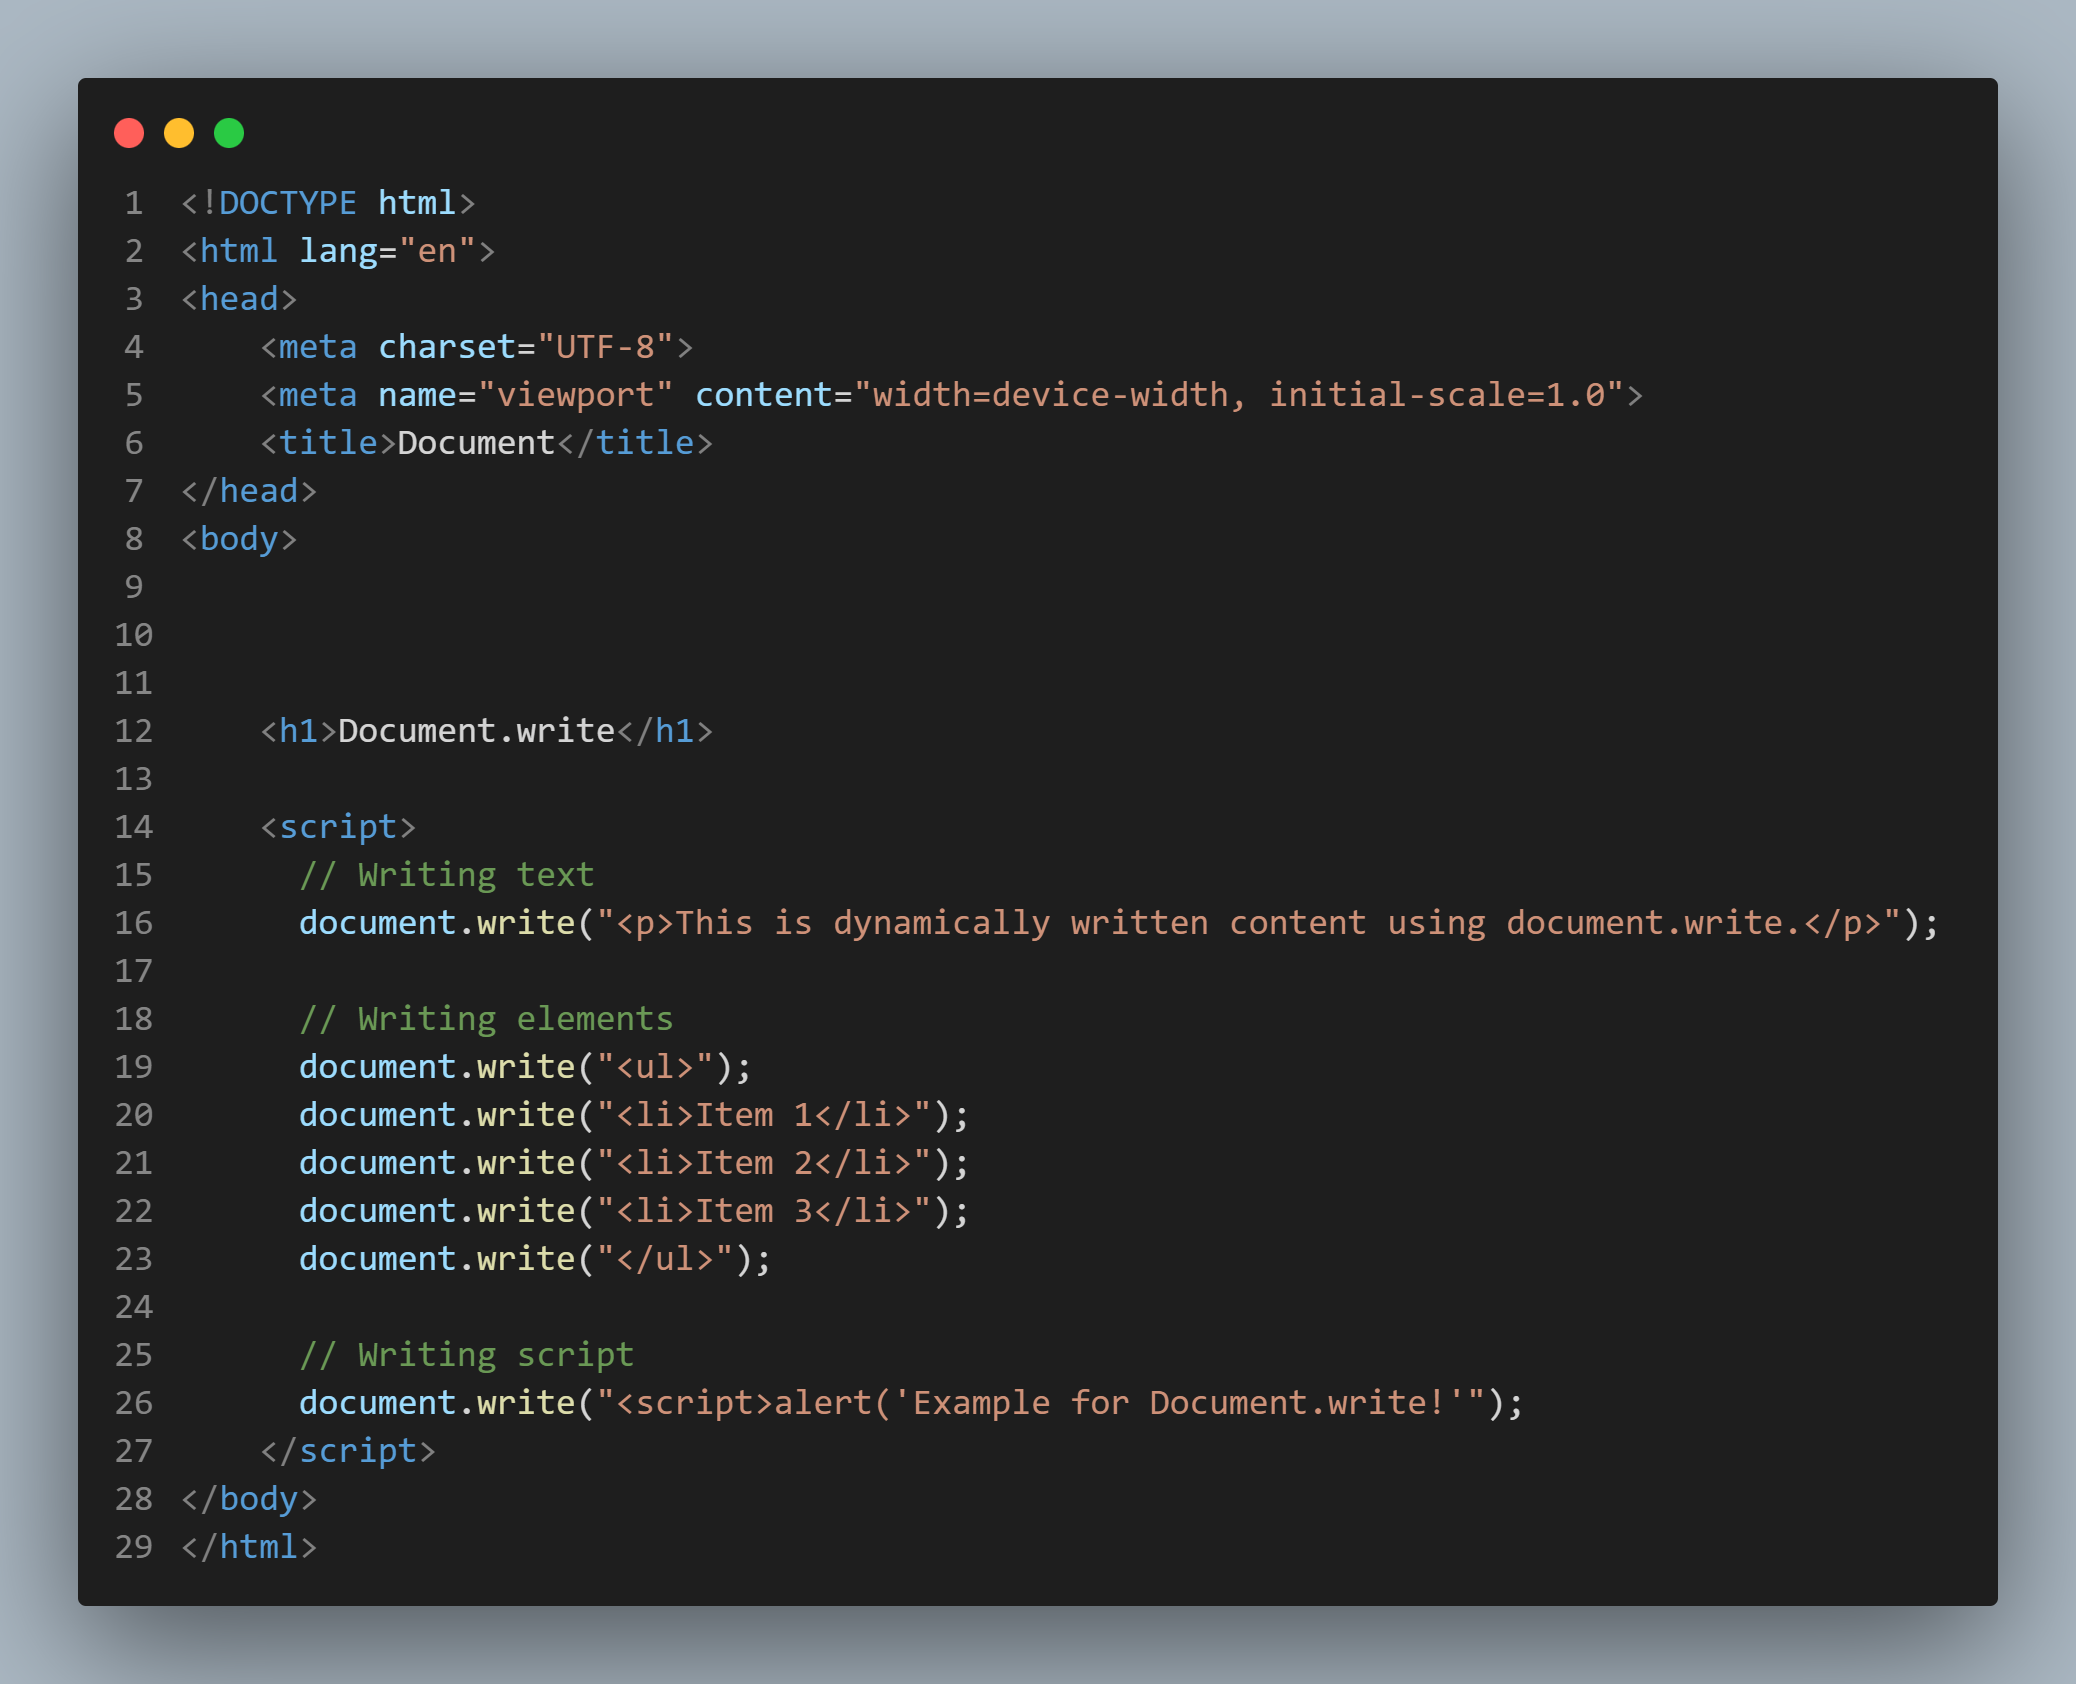 1 <!DOCTYPE html>
2 <html lang="en">
3 <head>
4     <meta charset="UTF-8">
5     <meta name="viewport" content="width=device-width, initial-scale=1.0">
6     <title>Document</title>
7 </head>
8 <body>
9
10
11
12     <h1>Document.write</h1>
13
14     <script>
15       // Writing text
16       document.write("<p>This is dynamically written content using document.write.</p>");
17
18       // Writing elements
19       document.write("<ul>");
20       document.write("<li>Item 1</li>");
21       document.write("<li>Item 2</li>");
22       document.write("<li>Item 3</li>");
23       document.write("</ul>");
24
25       // Writing script
26       document.write("<script>alert('Example for Document.write!'");
27     </script>
28 </body>
29 </html>